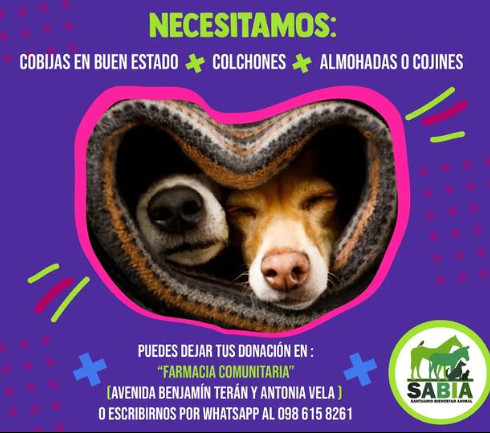 NECESITAMOS:
COBIJAS EN BUEN ESTADO + COLCHONES + ALMOHADAS O COJINES
PUEDES DEJAR TUS DONACIÓN EN :
"FARMACIA COMUNITARIA"
(AVENIDA BENJAMÍN TERÁN Y ANTONIA VELA )
O ESCRIBIRNOS POR WHATSAPP AL 098 615 8261
SABIA
SANTUARIO BIENESTAR ANIMAL